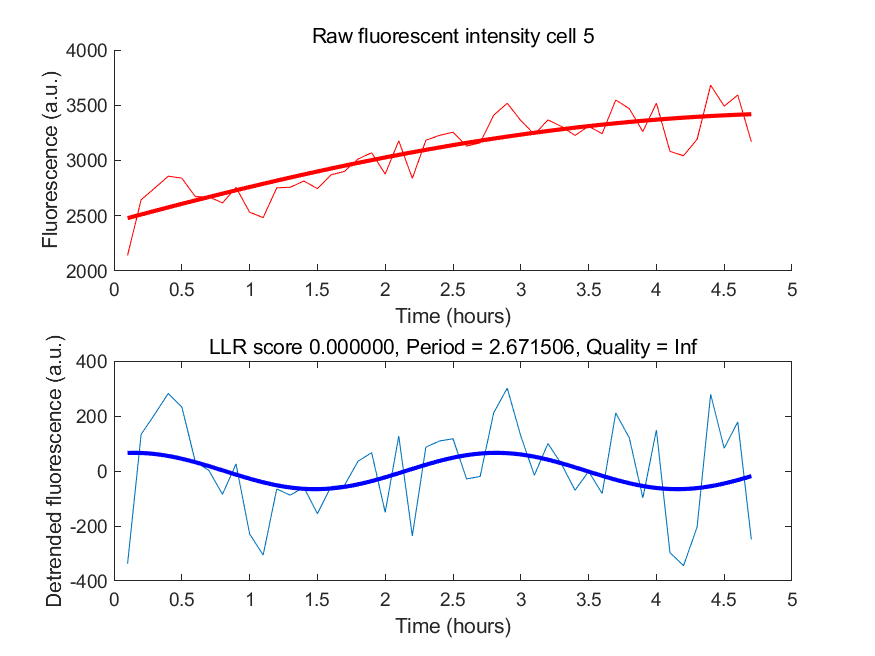 Raw fluorescent intensity cell 5
Fluorescence (a.u.)
4000
3500
3000
2500
2000
0 0.5 1 1.5 2 2.5 3 3.5 4 4.5 5
Time (hours)
LLR score 0.000000, Period = 2.671506, Quality = Inf
Detrended fluorescence (a.u.)
400
200
0
-200
-400
0 0.5 1 1.5 2 2.5 3 3.5 4 4.5 5
Time (hours)